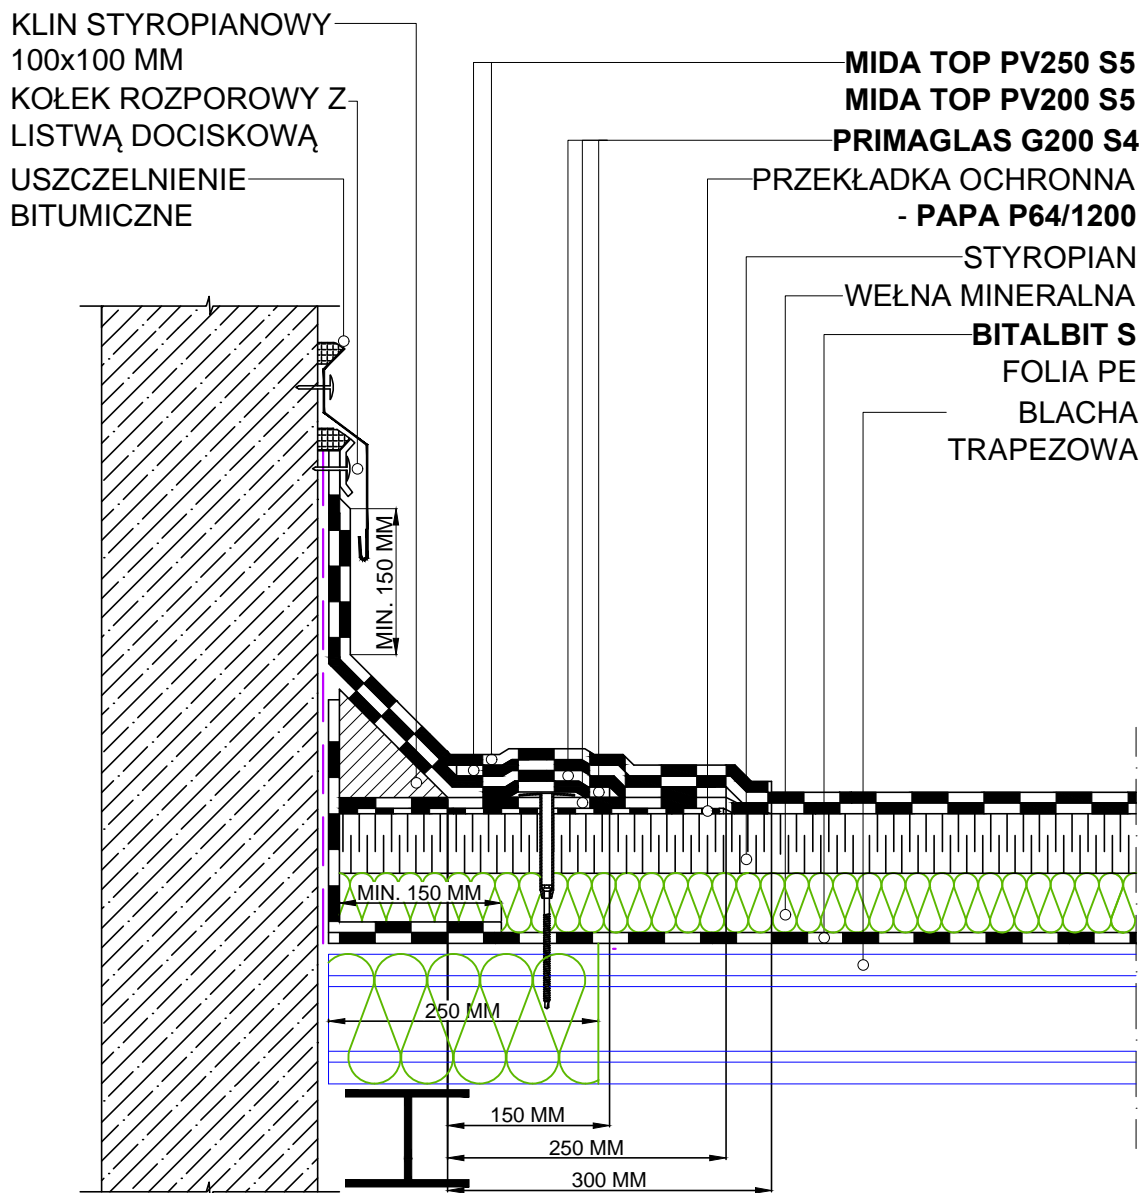 KLIN STYROPIANOWY
100x100 MM
KOŁEK ROZPOROWY Z
LISTWĄ DOCISKOWĄ
USZCZELNIENIE
BITUMICZNE
MIDA TOP PV250 S5
MIDA TOP PV200 S5
PRIMAGLAS G200 S4
PRZEKŁADKA OCHRONNA
- PAPA P64/1200
STYROPIAN
WEŁNA MINERALNA
BITALBIT S
FOLIA PE
BLACHA
TRAPEZOWA
MIN. 150 MM
MIN. 150 MM
250 MM
150 MM
250 MM
300 MM